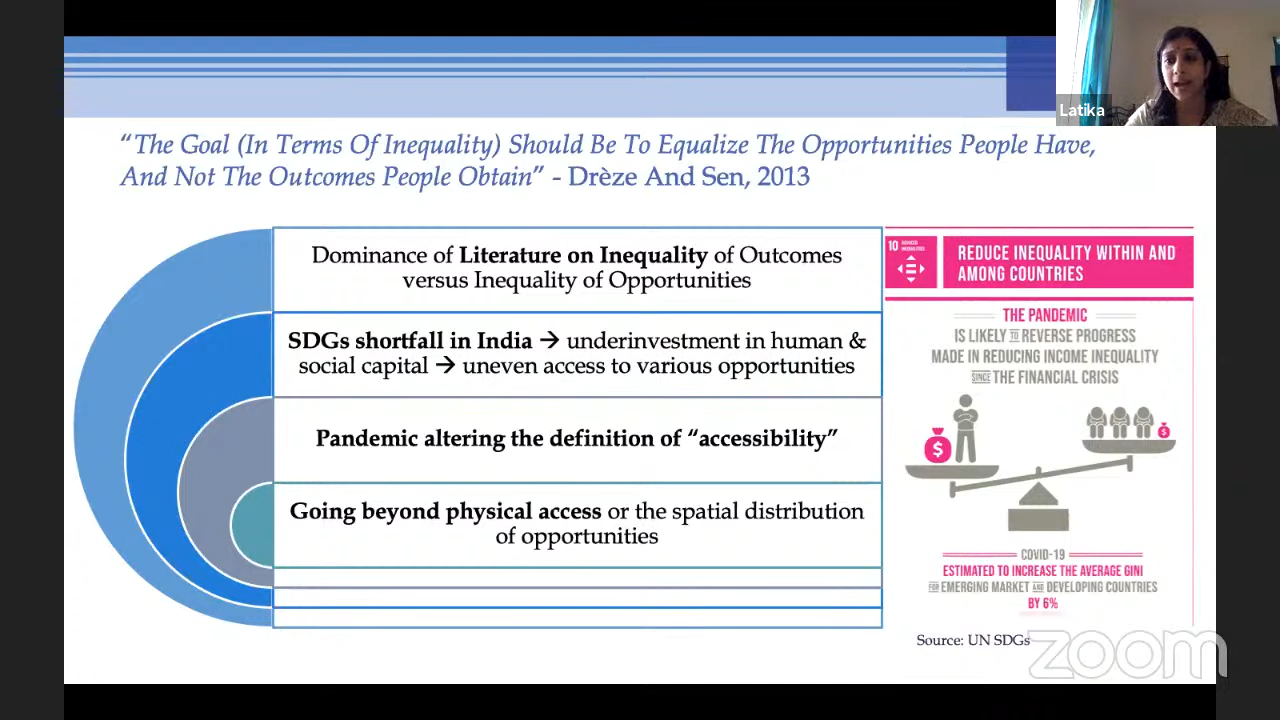 Latika
“The Goal (In Terms Of Inequality) Should Be To Equalize The Opportunities People Have,
And Not The Outcomes People Obtain” - Drèze And Sen, 2013
Dominance of Literature on Inequality of Outcomes
versus Inequality of Opportunities
SDGs shortfall in India → underinvestment in human &
social capital → uneven access to various opportunities
Pandemic altering the definition of “accessibility”
Going beyond physical access or the spatial distribution
of opportunities
10 REDUCED
INEQUALITIES
REDUCE INEQUALITY WITHIN AND
AMONG COUNTRIES
THE PANDEMIC
IS LIKELY TO REVERSE PROGRESS
MADE IN REDUCING INCOME INEQUALITY
SINCE THE FINANCIAL CRISIS
$
$
COVID-19
ESTIMATED TO INCREASE THE AVERAGE GINI
FOR EMERGING MARKET AND DEVELOPING COUNTRIES
BY 6%
Source: UN SDGs
zoom